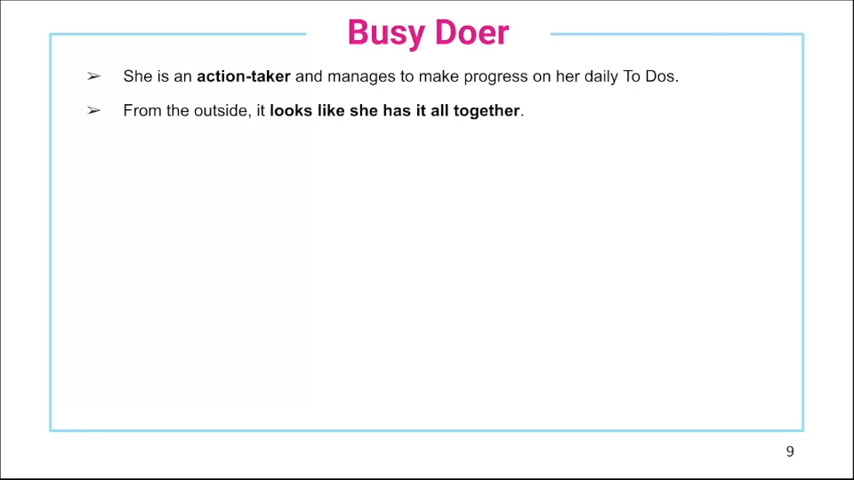 Busy Doer
➢ She is an action-taker and manages to make progress on her daily To Dos.
➢ From the outside, it looks like she has it all together.
9